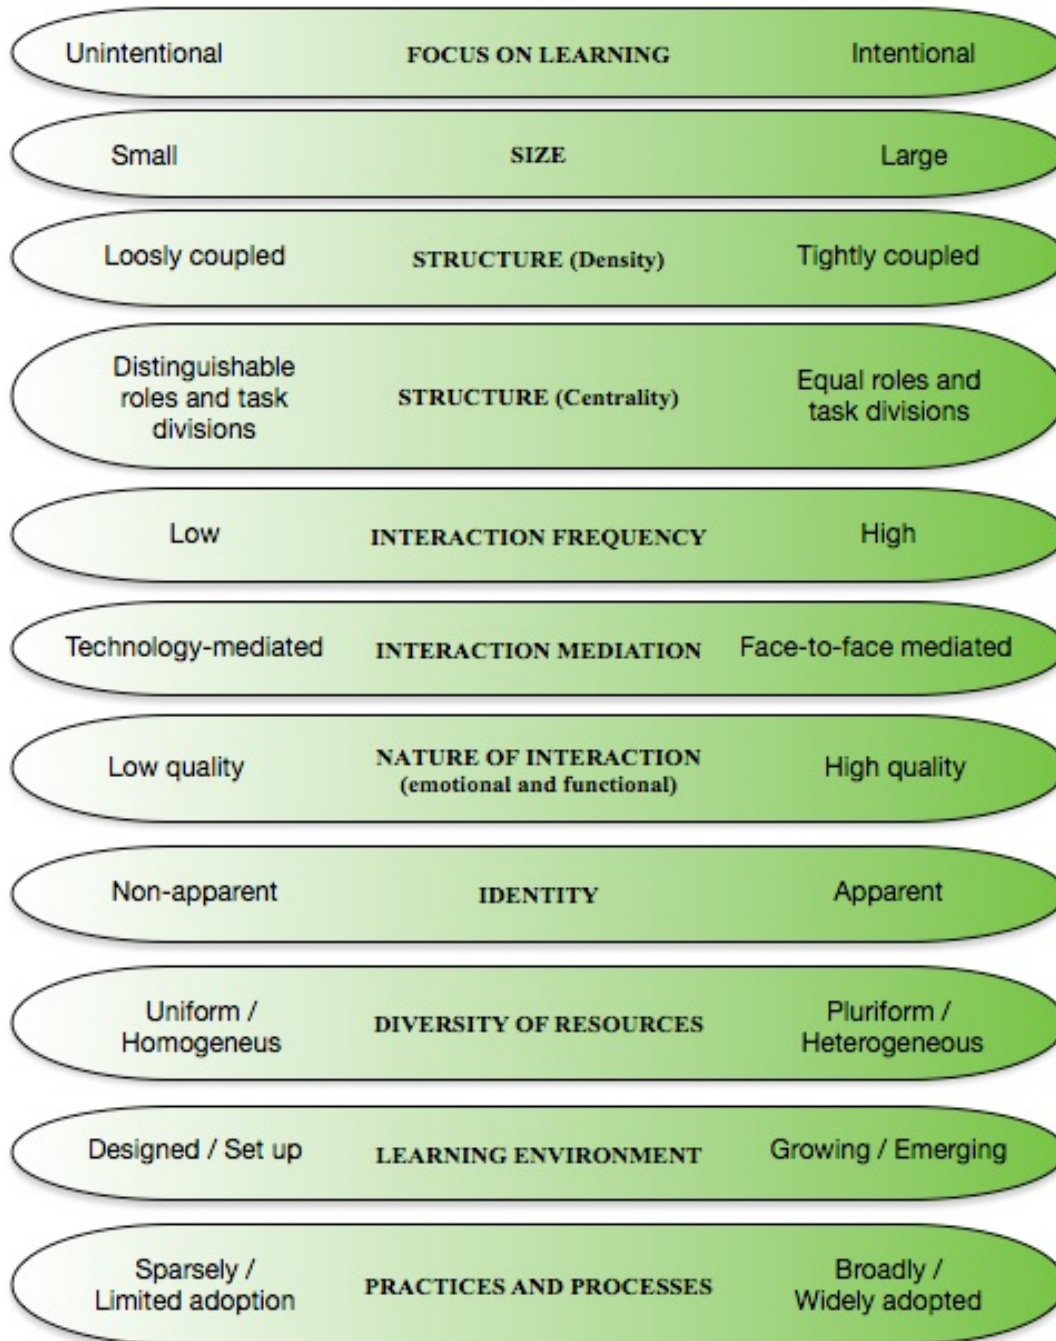 Unintentional FOCUS ON LEARNING Intentional
Small SIZE Large
Loosly coupled STRUCTURE (Density) Tightly coupled
Distinguishable
roles and task
divisions
STRUCTURE (Centrality)
Equal roles and
task divisions
Low INTERACTION FREQUENCY High
Technology-mediated INTERACTION MEDIATION Face-to-face mediated
Low quality
NATURE OF INTERACTION
(emotional and functional)
High quality
Non-apparent IDENTITY Apparent
Uniform /
Homogeneus
DIVERSITY OF RESOURCES
Pluriform /
Heterogeneous
Designed / Set up LEARNING ENVIRONMENT Growing / Emerging
Sparsely /
Limited adoption
PRACTICES AND PROCESSES
Broadly /
Widely adopted